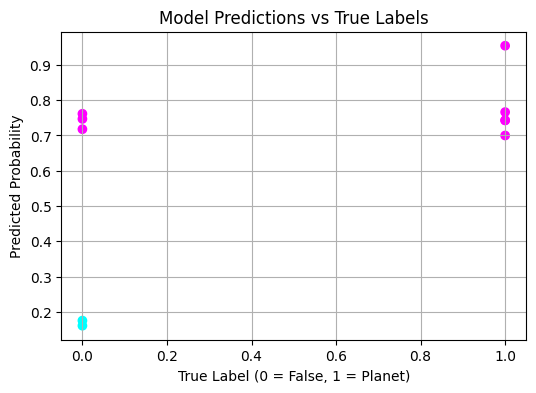 Model Predictions vs True Labels
Predicted Probability
0.9
0.8
0.7
0.6
0.5
0.4
0.3
0.2
0.0 0.2 0.4 0.6 0.8 1.0
True Label (0 = False, 1 = Planet)